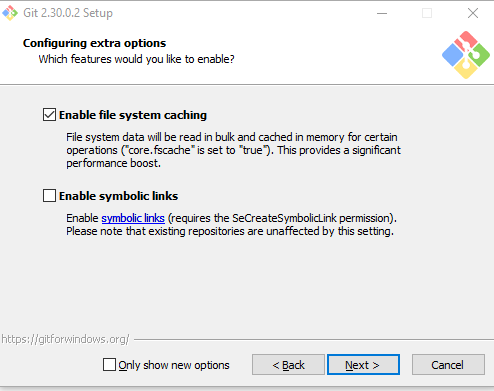 Git 2.30.0.2 Setup
Configuring extra options
Which features would you like to enable?
Enable file system caching
File system data will be read in bulk and cached in memory for certain
operations ("core.fscache" is set to "true"). This provides a significant
performance boost.
Enable symbolic links
Enable symbolic links (requires the SeCreateSymbolicLink permission).
Please note that existing repositories are unaffected by this setting.
https://gitforwindows.org/
Only show new options
< Back
Next >
Cancel